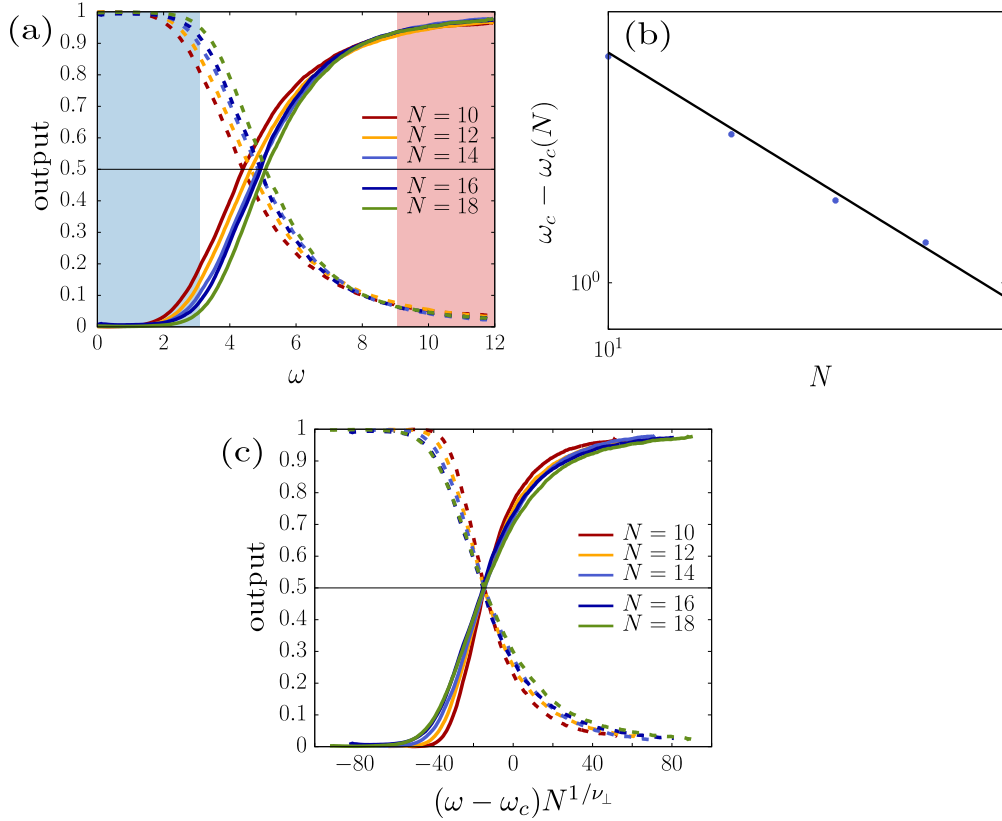 (a)
output
1
0.9
0.8
0.7
0.6
0.5
0.4
0.3
0.2
0.1
0
N = 10
N = 12
N = 14
N = 16
N = 18
0 2 4 6 8 10 12
ω
(b)
ω_c − ω_c(N)
10^0
10^1
N
(c)
output
1
0.9
0.8
0.7
0.6
0.5
0.4
0.3
0.2
0.1
0
N = 10
N = 12
N = 14
N = 16
N = 18
−80 −40 0 40 80
(ω − ω_c)N^{1/ν_⊥}